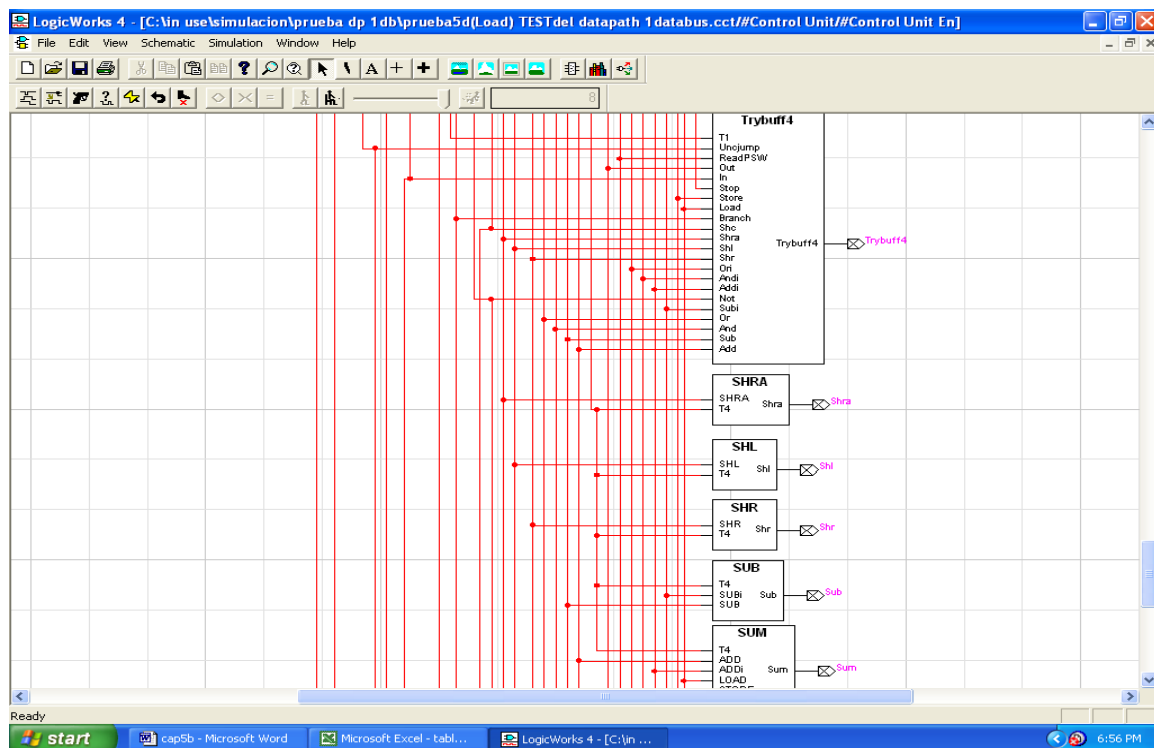 LogicWorks 4 - [C:\in use\simulacion\prueba dp 1db\prueba5d(Load) TESTdel datapath 1databus.cct/#Control Unit/#Control Unit En]
File Edit View Schematic Simulation Window Help
A
8
Trybuff4
T1
Uncjump
ReadPSW
Out
In
Stop
Store
Load
Branch
Shc
Shra
Shl
Shr
Ori
Andi
Addi
Not
Subi
Or
And
Sub
Add
Trybuff4
Trybuff4
SHRA
SHRA
T4
Shra
Shra
SHL
SHL
T4
Shl
Shl
SHR
SHR
T4
Shr
Shr
SUB
T4
SUBi
SUB
Sub
Sub
SUM
T4
ADD
ADDi
LOAD
Sum
Sum
Ready
start
cap5b - Microsoft Word
Microsoft Excel - tabl...
LogicWorks 4 - [C:\in ...
6:56 PM